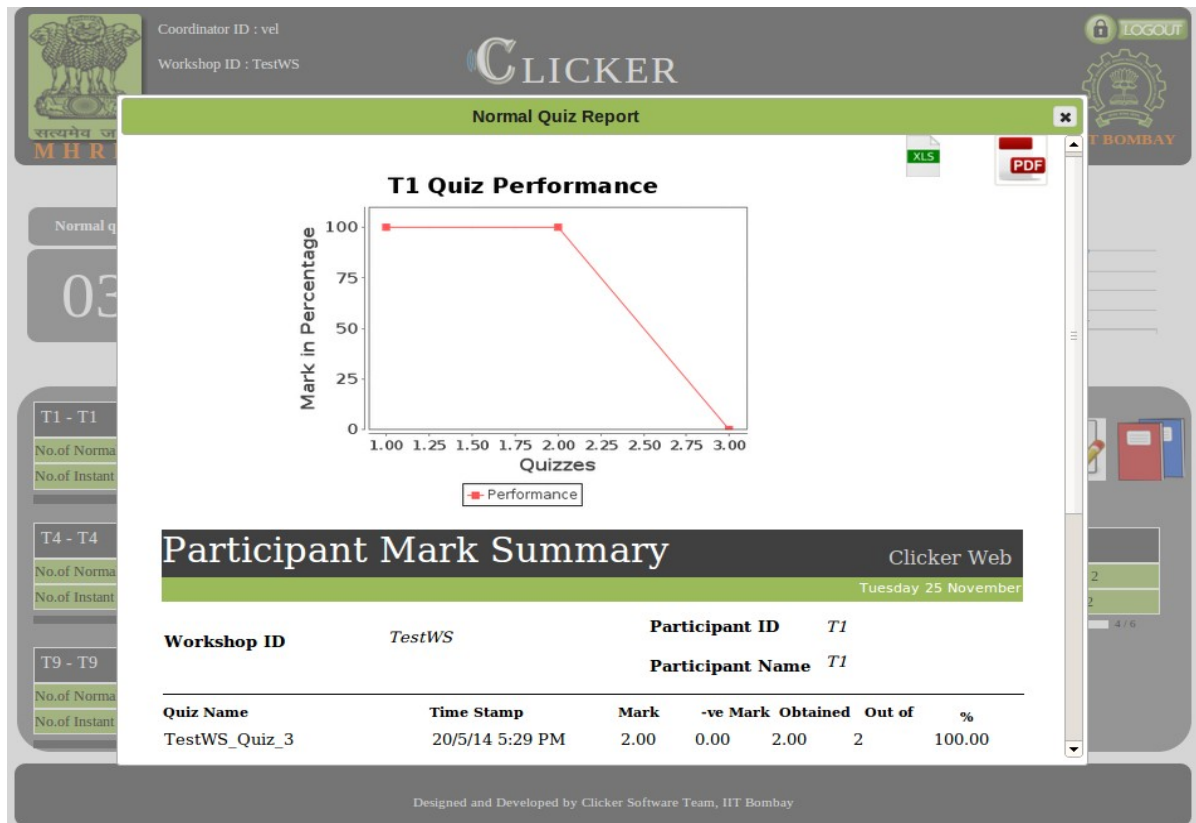 Coordinator ID : vel
Workshop ID : TestWS
CLICKER
LOGOUT
सत्यमेव
M H R
IIT BOMBAY
Normal Quiz Report
XLS
PDF
Normal q
03
T1 Quiz Performance
Mark in Percentage
100
75
50
25
0
1.00 1.25 1.50 1.75 2.00 2.25 2.50 2.75 3.00
Quizzes
Performance
T1 - T1
No.of Norma
No.of Instant
T4 - T4
No.of Norma
No.of Instant
T9 - T9
No.of Norma
No.of Instant
2
2
4 / 6
Participant Mark Summary
Clicker Web
Tuesday 25 November
Workshop ID TestWS
Participant ID T1
Participant Name T1
Quiz Name Time Stamp Mark -ve Mark Obtained Out of %
TestWS_Quiz_3 20/5/14 5:29 PM 2.00 0.00 2.00 2 100.00
Designed and Developed by Clicker Software Team, IIT Bombay